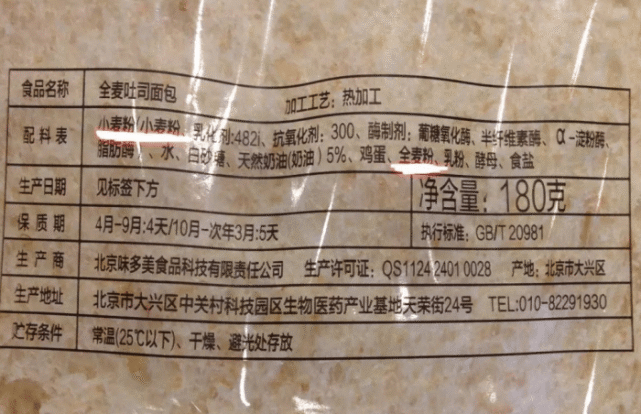 食品名称 全麦吐司面包 加工工艺：热加工
配料表 小麦粉(小麦粉、乳化剂:482i、抗氧化剂：300、酶制剂：葡糖氧化酶、半纤维素酶、α-淀粉酶、
脂肪酶）、水、白砂糖、天然奶油(奶油）5%、鸡蛋、全麦粉、乳粉、酵母、食盐
生产日期 见标签下方 净含量：180克
保质期 4月-9月:4天/10月-次年3月:5天 执行标准：GB/T 20981
生产商 北京味多美食品科技有限责任公司 生产许可证：QS1124 2401 0028 产地：北京市大兴区
生产地址 北京市大兴区中关村科技园区生物医药产业基地天荣街24号 TEL:010-82291930
贮存条件 常温(25℃以下)、干燥、避光处存放